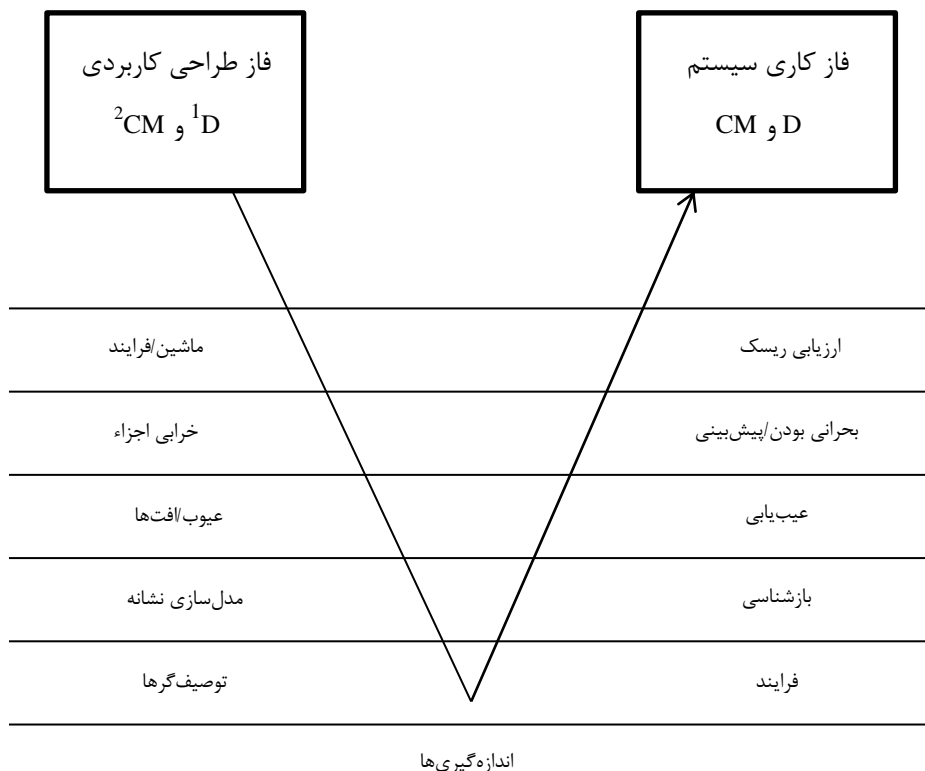 فاز طراحی کاربردی
D¹ و CM²
فاز کاری سیستم
D و CM
ماشین/فرایند
ارزیابی ریسک
خرابی اجزاء
بحرانی بودن/پیش‌بینی
عیوب/افت‌ها
عیب‌یابی
مدل‌سازی نشانه
بازشناسی
توصیف‌گرها
فرایند
اندازه‌گیری‌ها